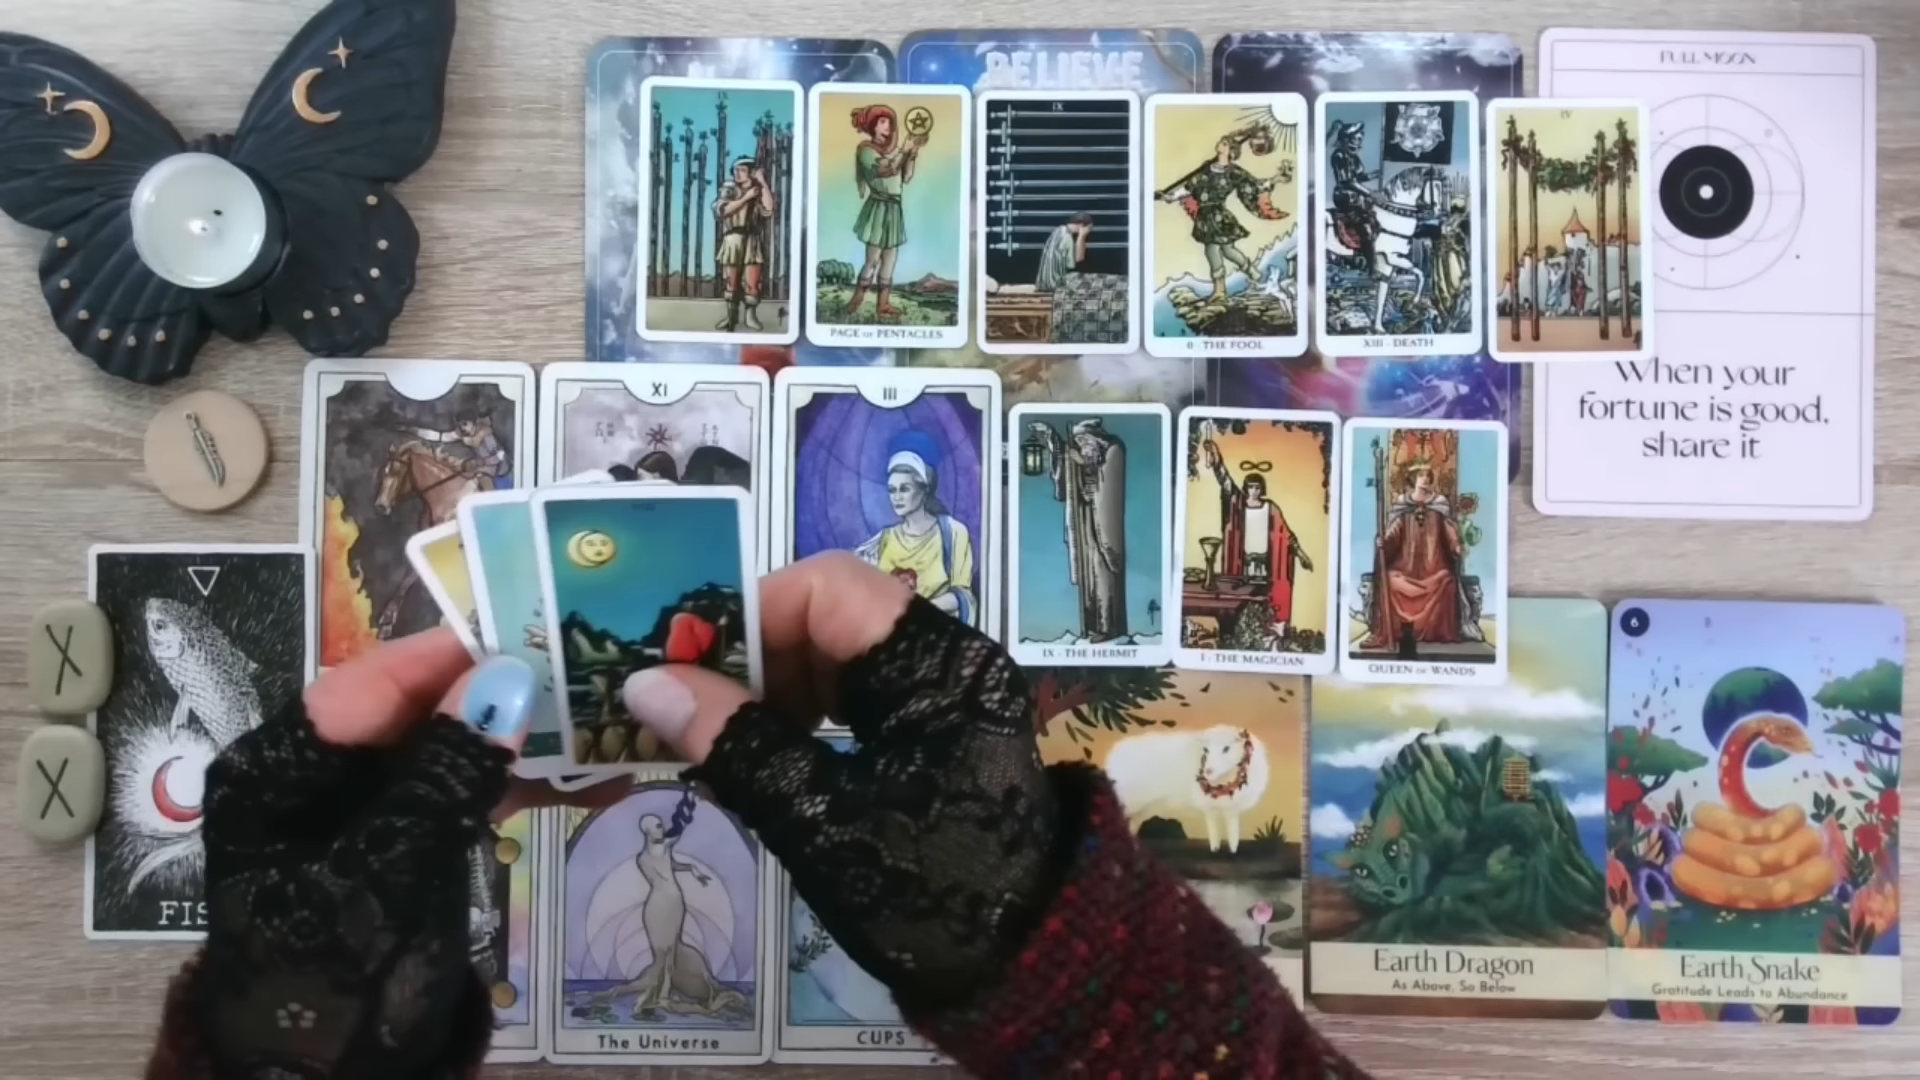 BELIEVE
FULL MOON
IX
IX
IV
PAGE OF PENTACLES
0 - THE FOOL
XIII - DEATH
When your
fortune is good,
share it
XI
III
IX - THE HERMIT
I - THE MAGICIAN
QUEEN OF WANDS
6
FIS
Earth Dragon
As Above, So Below
Earth Snake
Gratitude Leads to Abundance
The Universe
CUPS